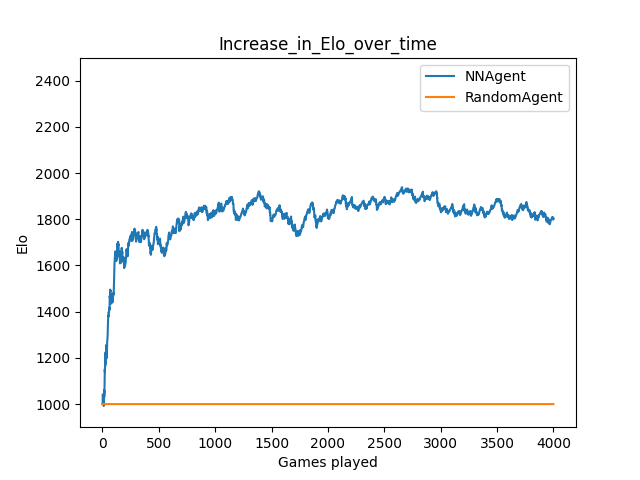 Increase_in_Elo_over_time
NNAgent
RandomAgent
2400
2200
2000
1800
1600
1400
1200
1000
Elo
0 500 1000 1500 2000 2500 3000 3500 4000
Games played